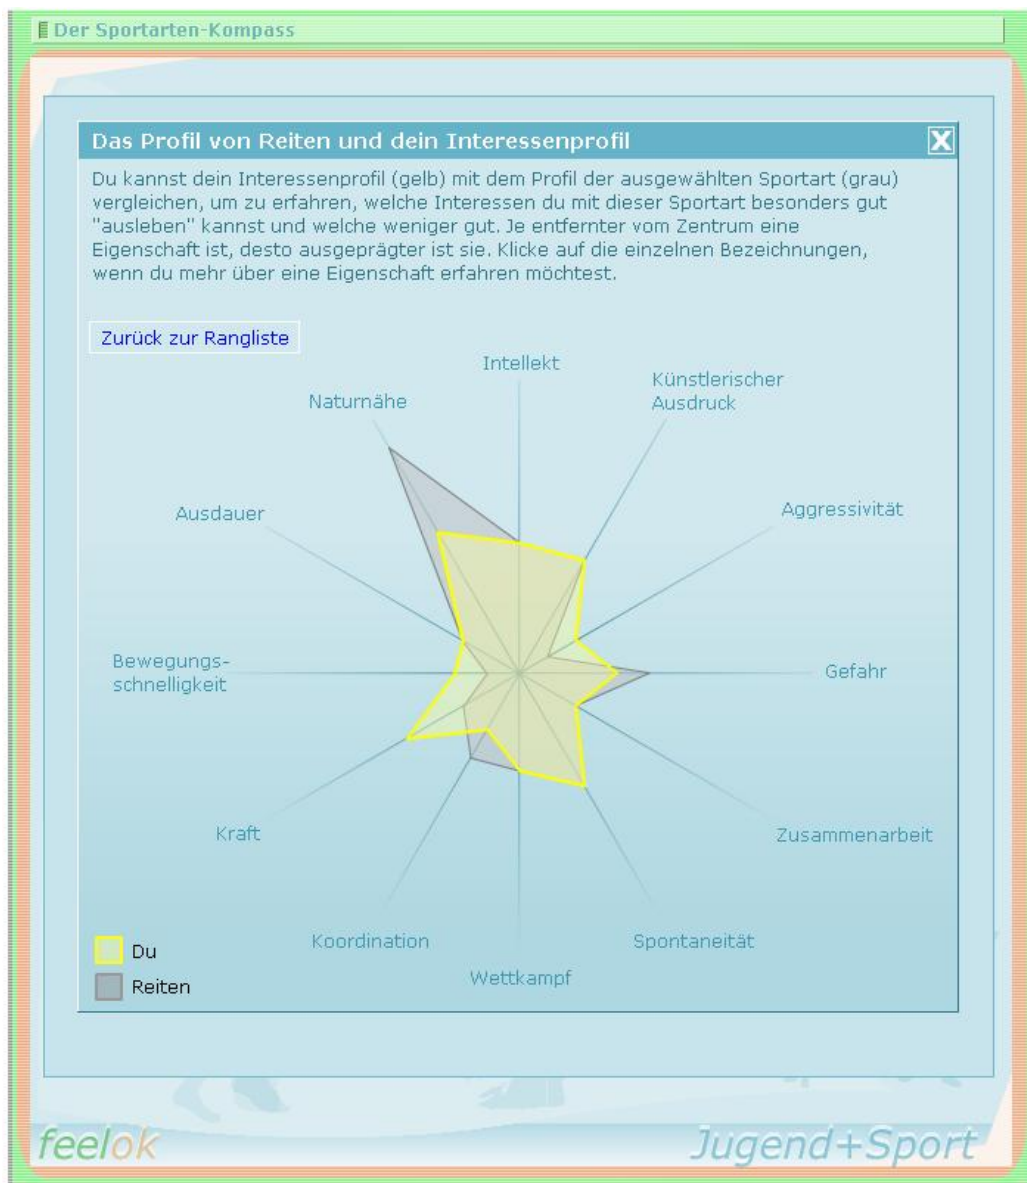 Der Sportarten-Kompass
Das Profil von Reiten und dein Interessenprofil
X
Du kannst dein Interessenprofil (gelb) mit dem Profil der ausgewählten Sportart (grau)
vergleichen, um zu erfahren, welche Interessen du mit dieser Sportart besonders gut
"ausleben" kannst und welche weniger gut. Je entfernter vom Zentrum eine
Eigenschaft ist, desto ausgeprägter ist sie. Klicke auf die einzelnen Bezeichnungen,
wenn du mehr über eine Eigenschaft erfahren möchtest.
Zurück zur Rangliste
Intellekt
Künstlerischer
Ausdruck
Naturnähe
Aggressivität
Ausdauer
Bewegungs-
schnelligkeit
Gefahr
Kraft
Zusammenarbeit
Koordination
Spontaneität
Wettkampf
Du
Reiten
feelok
Jugend+Sport